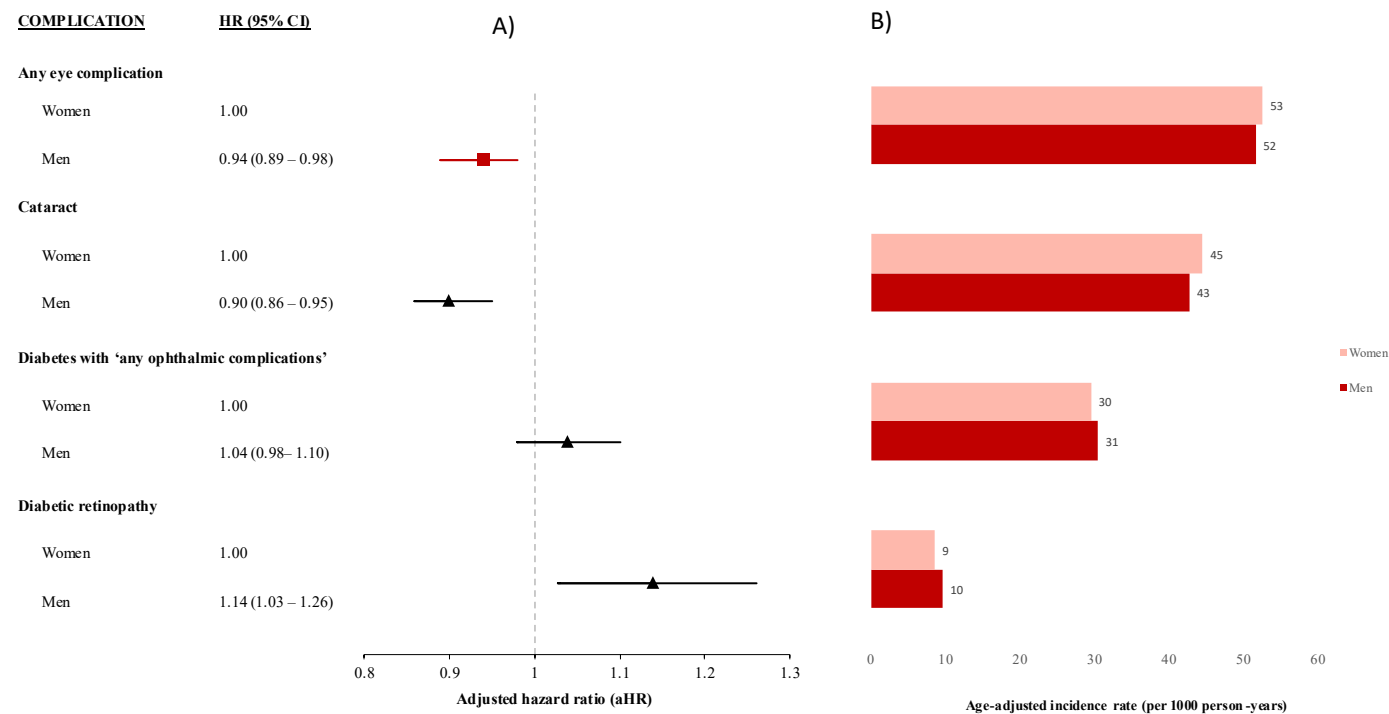 COMPLICATION HR (95% CI) A) B)
Any eye complication
Women 1.00 53
Men 0.94 (0.89 – 0.98) 52
Cataract
Women 1.00 45
Men 0.90 (0.86 – 0.95) 43
Diabetes with ‘any ophthalmic complications’
Women
Men
Women 1.00 30
Men 1.04 (0.98– 1.10) 31
Diabetic retinopathy
Women 1.00 9
Men 1.14 (1.03 – 1.26) 10
0.8 0.9 1 1.1 1.2 1.3
Adjusted hazard ratio (aHR)
0 10 20 30 40 50 60
Age-adjusted incidence rate (per 1000 person-years)